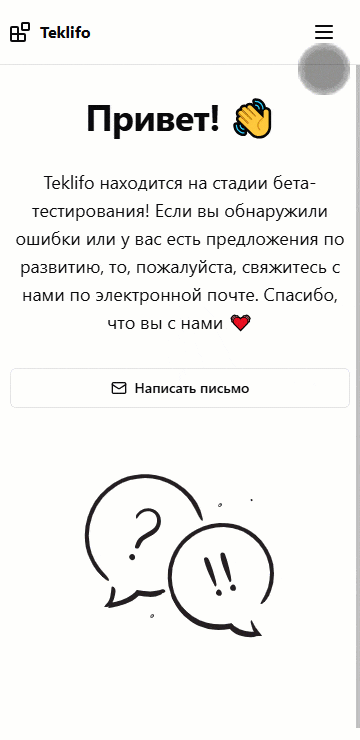 Teklifo
Привет! 👋
Teklifo находится на стадии бета-
тестирования! Если вы обнаружили
ошибки или у вас есть предложения по
развитию, то, пожалуйста, свяжитесь с
нами по электронной почте. Спасибо,
что вы с нами 💓
Написать письмо
?
!!